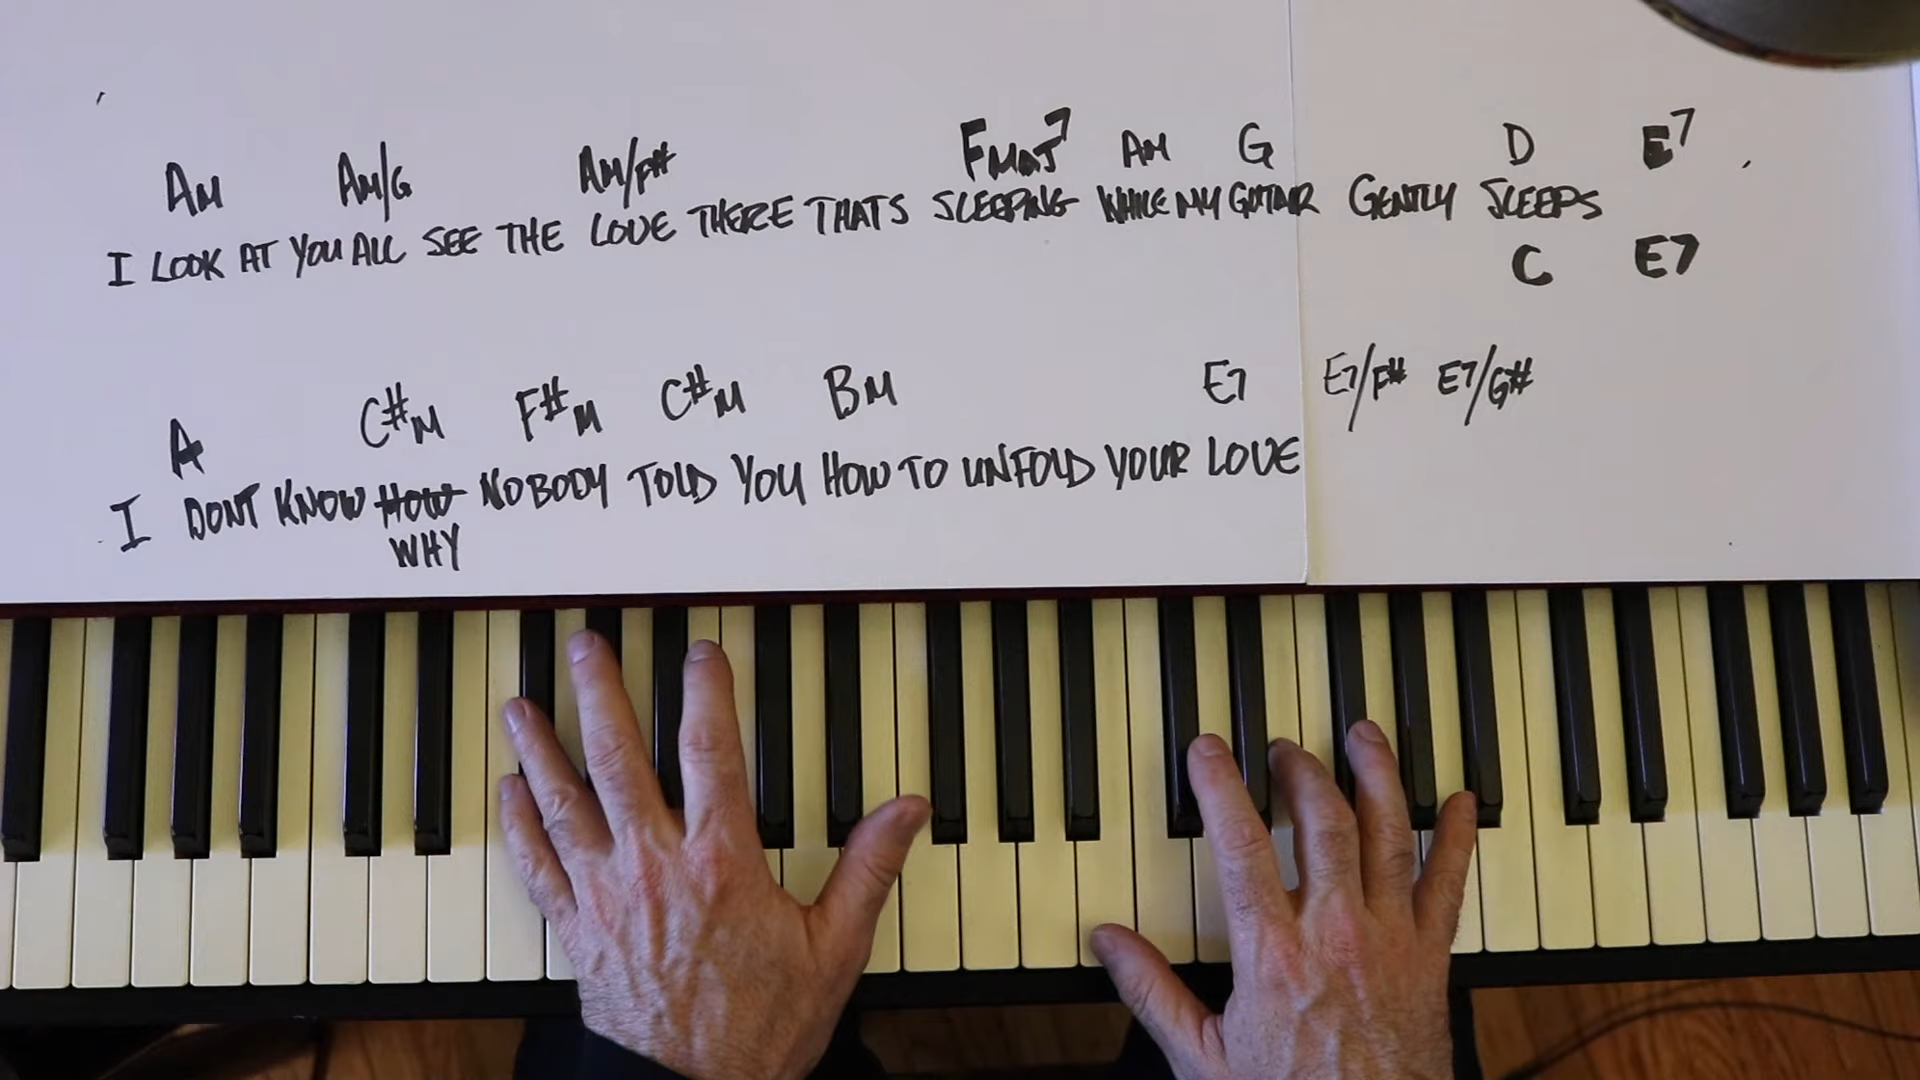 AM AM/G AM/F# FMAJ7 AM G D E7
I LOOK AT YOU ALL SEE THE LOVE THERE THATS SLEEPING WHILE MY GUITAR GENTLY SLEEPS
C E7
A C#M F#M C#M BM E7 E7/F# E7/G#
I DONT KNOW HOW NOBODY TOLD YOU HOW TO UNFOLD YOUR LOVE
WHY